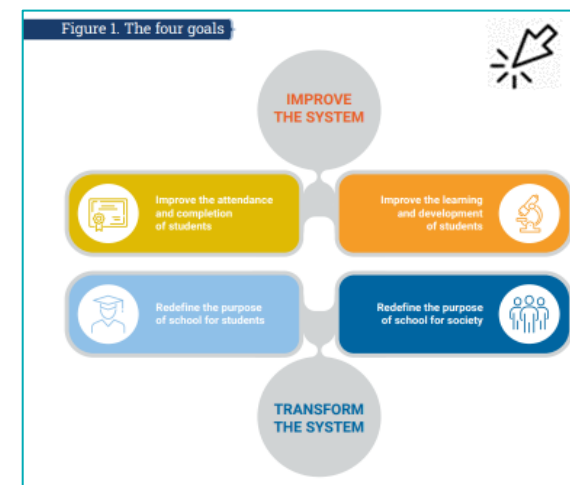 Figure 1. The four goals
IMPROVE
THE SYSTEM
Improve the attendance
and completion
of students
Improve the learning
and development
of students
Redefine the purpose
of school for students
Redefine the purpose
of school for society
TRANSFORM
THE SYSTEM